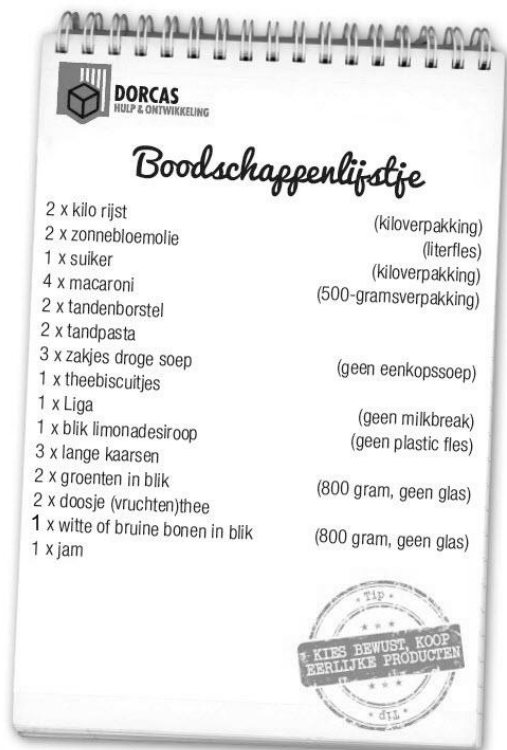 DORCAS
HULP & ONTWIKKELING
Boodschappenlijstje
2 x kilo rijst (kiloverpakking)
2 x zonnebloemolie (literfles)
1 x suiker (kiloverpakking)
4 x macaroni (500-gramsverpakking)
2 x tandenborstel
2 x tandpasta
3 x zakjes droge soep (geen eenkopssoep)
1 x theebiscuitjes
1 x Liga (geen milkbreak)
1 x blik limonadesiroop (geen plastic fles)
3 x lange kaarsen
2 x groenten in blik (800 gram, geen glas)
2 x doosje (vruchten)thee
1 x witte of bruine bonen in blik (800 gram, geen glas)
1 x jam
Tip
KIES BEWUST, KOOP
EERLIJKE PRODUCTEN
Tip